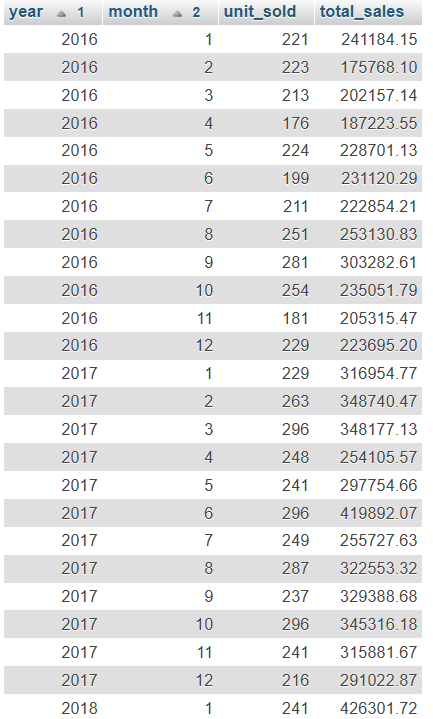 year 1 month 2 unit_sold total_sales
2016 1 221 241184.15
2016 2 223 175768.10
2016 3 213 202157.14
2016 4 176 187223.55
2016 5 224 228701.13
2016 6 199 231120.29
2016 7 211 222854.21
2016 8 251 253130.83
2016 9 281 303282.61
2016 10 254 235051.79
2016 11 181 205315.47
2016 12 229 223695.20
2017 1 229 316954.77
2017 2 263 348740.47
2017 3 296 348177.13
2017 4 248 254105.57
2017 5 241 297754.66
2017 6 296 419892.07
2017 7 249 255727.63
2017 8 287 322553.32
2017 9 237 329388.68
2017 10 296 345316.18
2017 11 241 315881.67
2017 12 216 291022.87
2018 1 241 426301.72